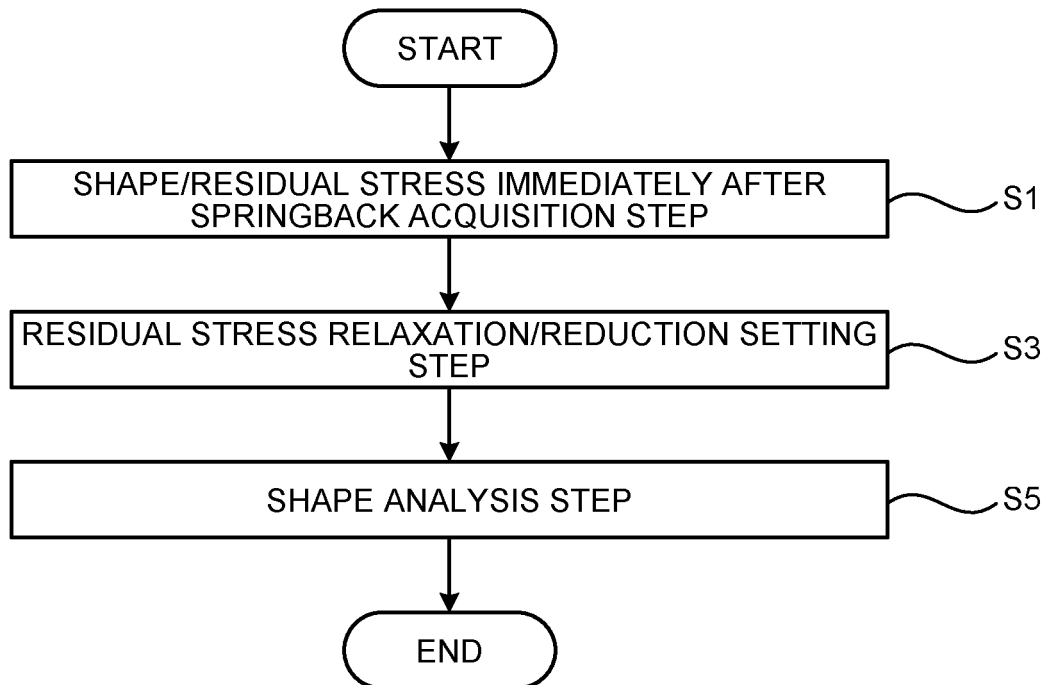 START
SHAPE/RESIDUAL STRESS IMMEDIATELY AFTER
SPRINGBACK ACQUISITION STEP
S1
RESIDUAL STRESS RELAXATION/REDUCTION SETTING
STEP
S3
SHAPE ANALYSIS STEP
S5
END